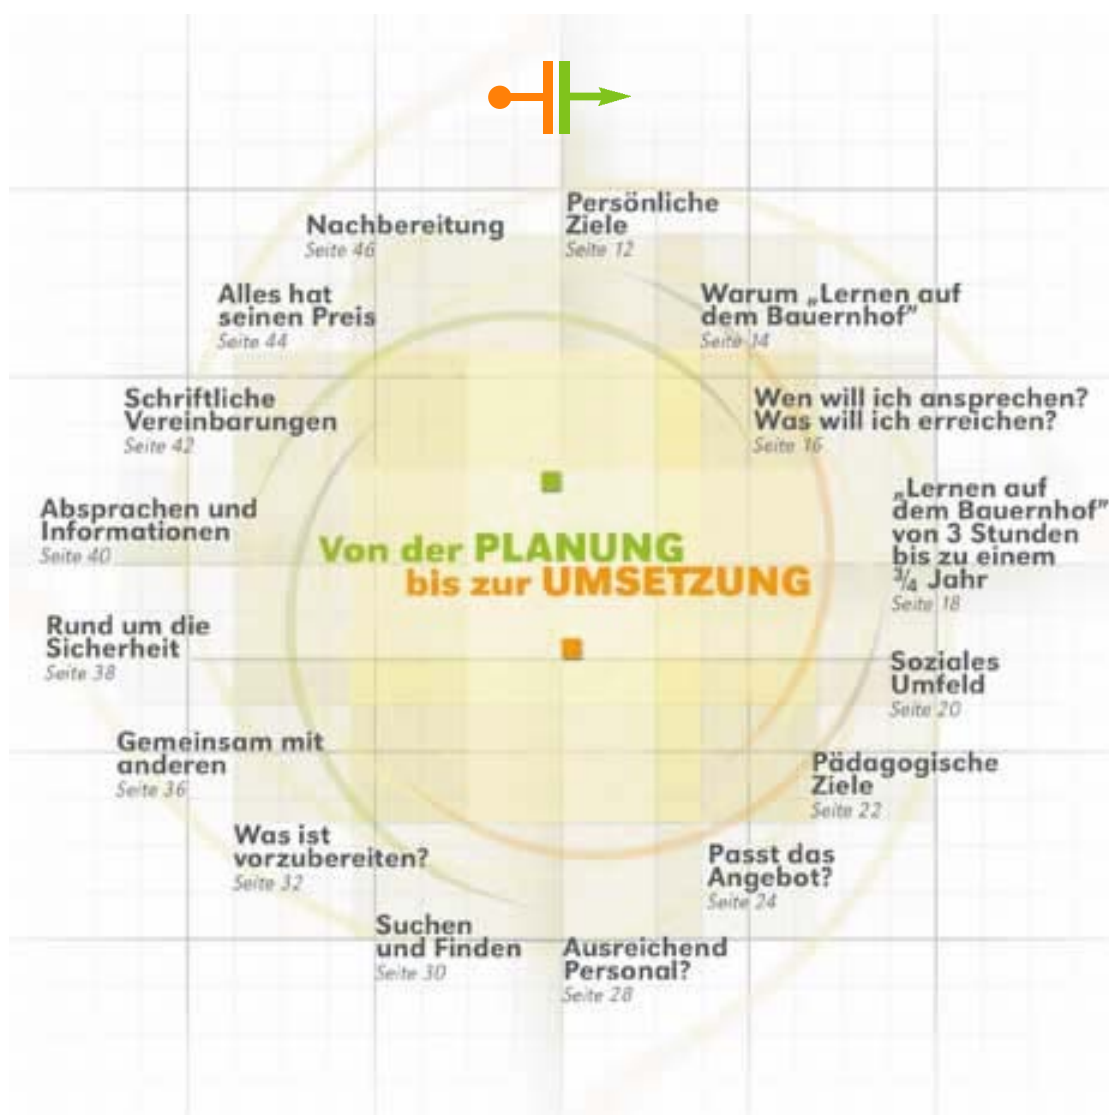 Persönliche
Ziele
Seite 12
Warum „Lernen auf
dem Bauernhof”
Seite 14
Wen will ich ansprechen?
Was will ich erreichen?
Seite 16
„Lernen auf
dem Bauernhof”
von 3 Stunden
bis zu einem
¾ Jahr
Seite 18
Soziales
Umfeld
Seite 20
Pädagogische
Ziele
Seite 22
Passt das
Angebot?
Seite 24
Ausreichend
Personal?
Seite 28
Suchen
und Finden
Seite 30
Was ist
vorzubereiten?
Seite 32
Gemeinsam mit
anderen
Seite 36
Rund um die
Sicherheit
Seite 38
Absprachen und
Informationen
Seite 40
Schriftliche
Vereinbarungen
Seite 42
Alles hat
seinen Preis
Seite 44
Nachbereitung
Seite 46
Von der PLANUNG
bis zur UMSETZUNG